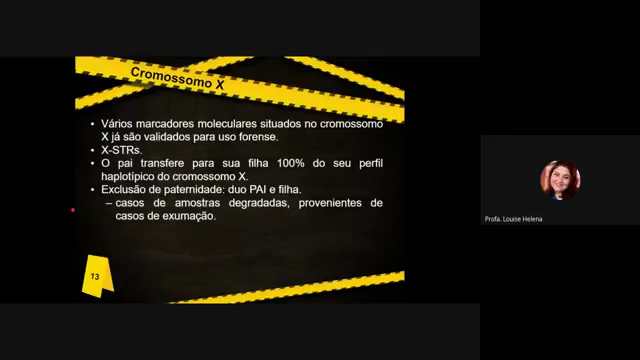 Cromossomo X
• Vários marcadores moleculares situados no cromossomo
X já são validados para uso forense.
• X-STRs.
• O pai transfere para sua filha 100% do seu perfil
haplotípico do cromossomo X.
• Exclusão de paternidade: duo PAI e filha.
– casos de amostras degradadas, provenientes de
casos de exumação.
13
Profa. Louise Helena